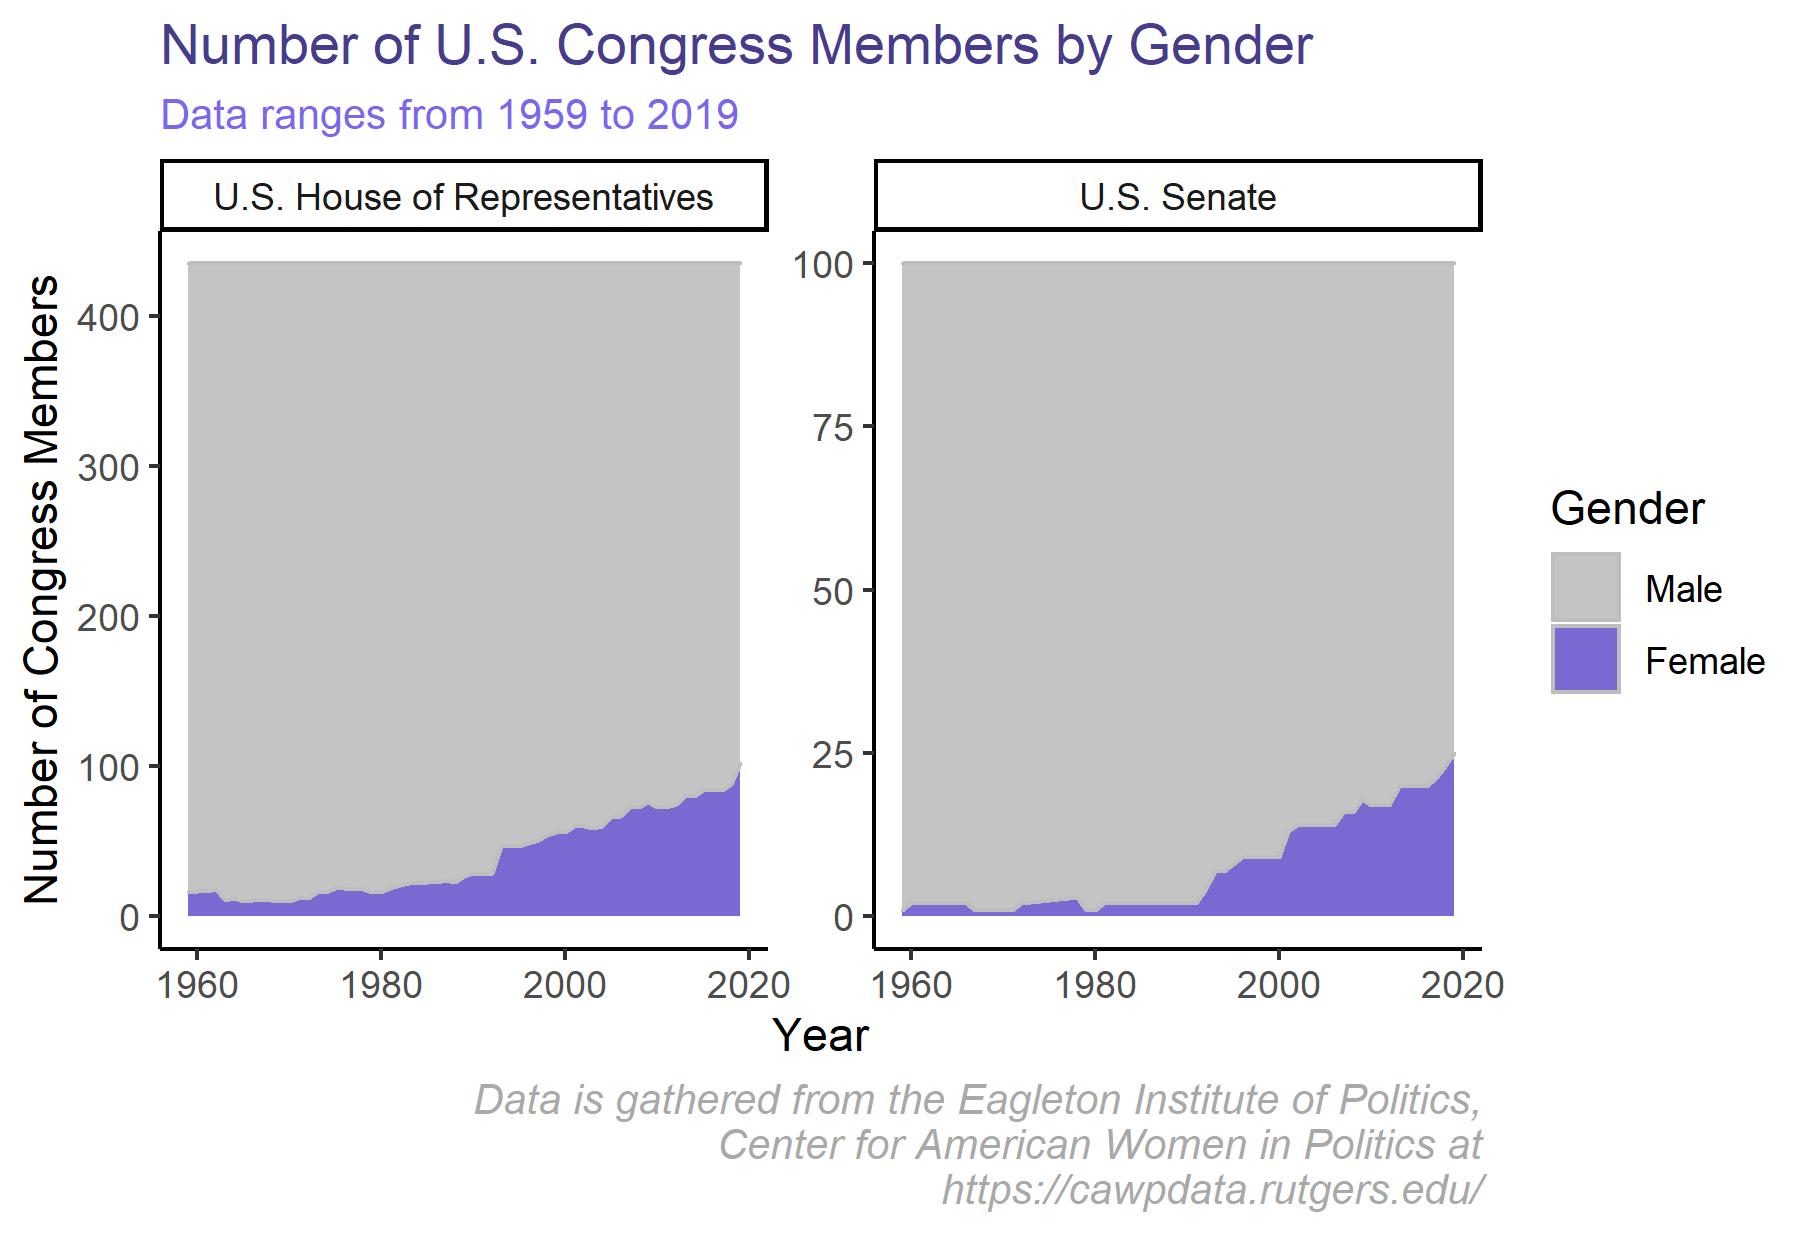 Number of U.S. Congress Members by Gender
Data ranges from 1959 to 2019
U.S. House of Representatives
U.S. Senate
Number of Congress Members
400
300
200
100
0
100
75
50
25
0
1960
1980
2000
2020
1960
1980
2000
2020
Year
Gender
Male
Female
Data is gathered from the Eagleton Institute of Politics,
Center for American Women in Politics at
https://cawpdata.rutgers.edu/